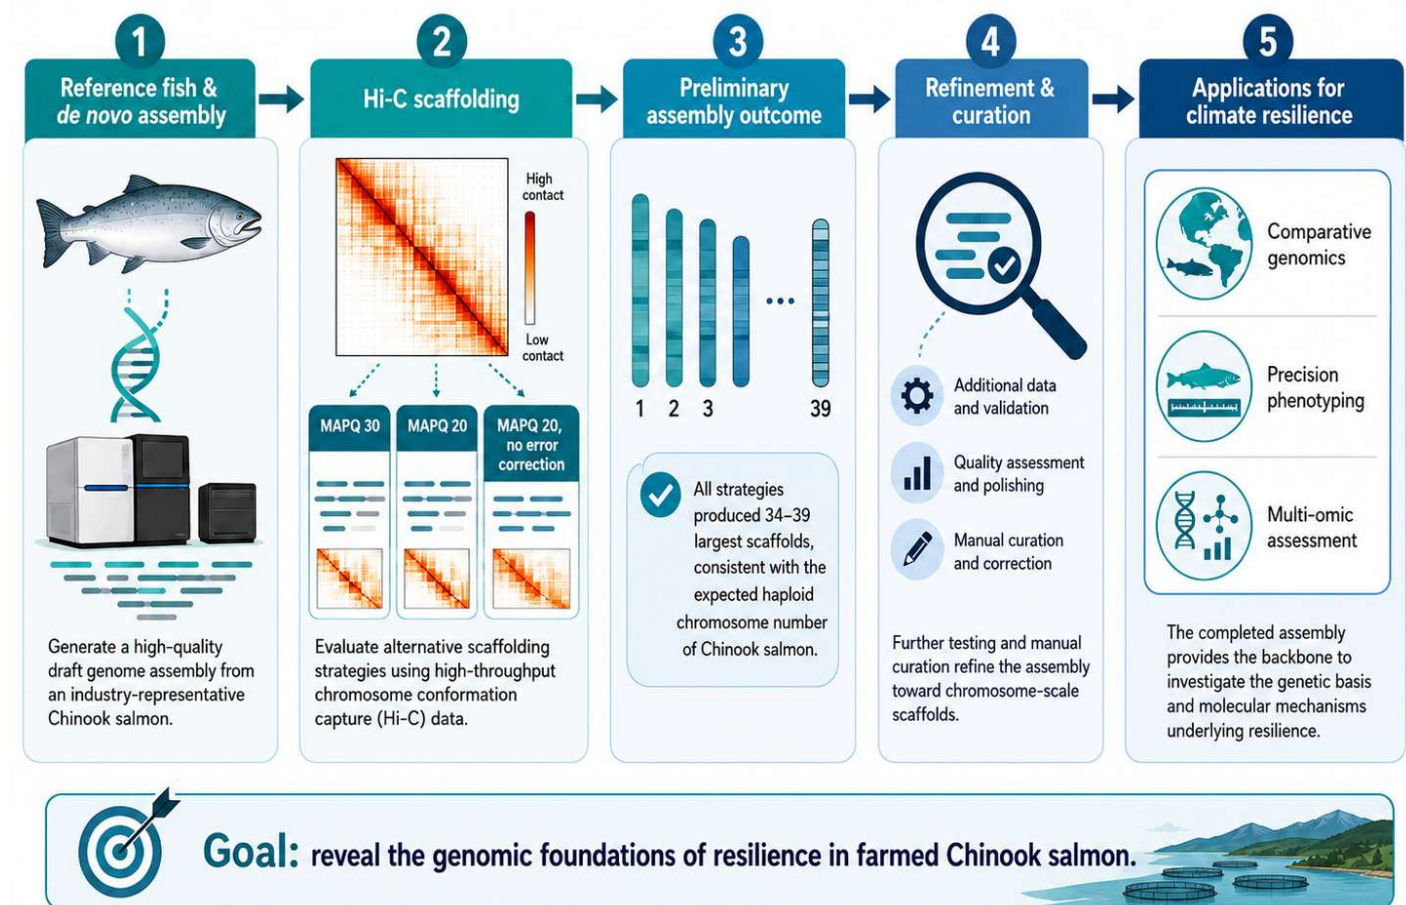 1
Reference fish &
de novo assembly
Generate a high-quality
draft genome assembly from
an industry-representative
Chinook salmon.
2
Hi-C scaffolding
High
contact
Low
contact
MAPQ 30
MAPQ 20
MAPQ 20,
no error
correction
Evaluate alternative scaffolding
strategies using high-throughput
chromosome conformation
capture (Hi-C) data.
3
Preliminary
assembly outcome
...
1 2 3 39
All strategies
produced 34–39
largest scaffolds,
consistent with the
expected haploid
chromosome number
of Chinook salmon.
4
Refinement &
curation
Additional data
and validation
Quality assessment
and polishing
Manual curation
and correction
Further testing and manual
curation refine the assembly
toward chromosome-scale
scaffolds.
5
Applications for
climate resilience
Comparative
genomics
Precision
phenotyping
Multi-omic
assessment
The completed assembly
provides the backbone to
investigate the genetic basis
and molecular mechanisms
underlying resilience.
Goal: reveal the genomic foundations of resilience in farmed Chinook salmon.